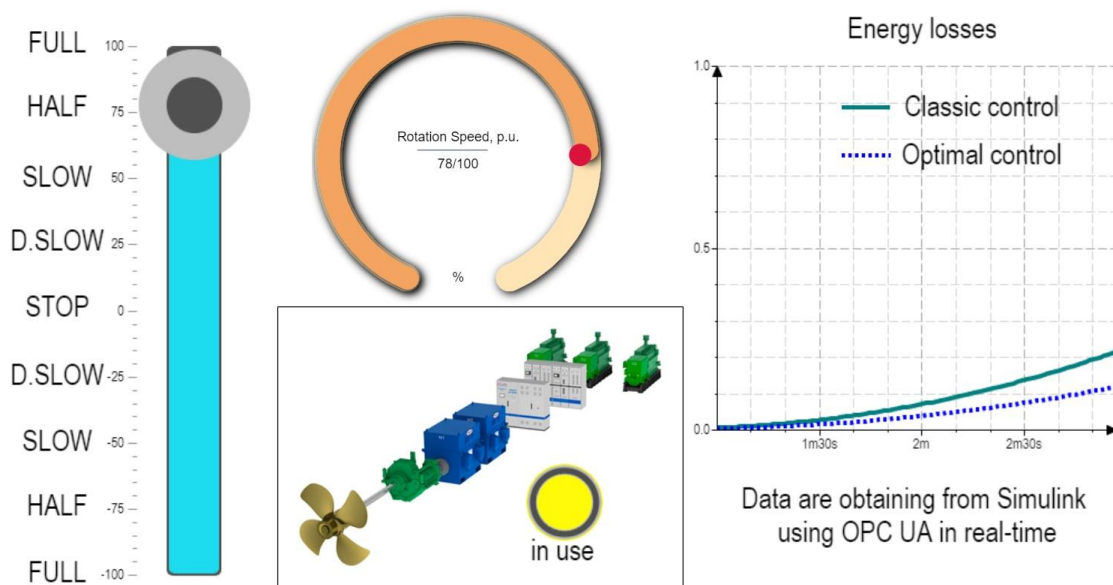 FULL
HALF
SLOW
D.SLOW
STOP
D.SLOW
SLOW
HALF
FULL
100
75
50
25
0
-25
-50
-75
-100
Rotation Speed, p.u.
78/100
%
in use
Energy losses
1.0
0.5
0.0
Classic control
Optimal control
1m30s
2m
2m30s
Data are obtaining from Simulink
using OPC UA in real-time